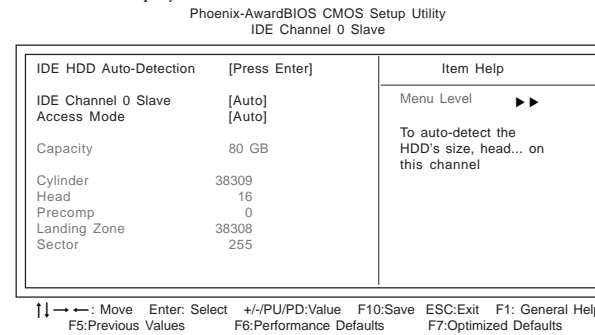 Phoenix-AwardBIOS CMOS Setup Utility
IDE Channel 0 Slave
IDE HDD Auto-Detection [Press Enter]
IDE Channel 0 Slave [Auto]
Access Mode [Auto]
Capacity 80 GB
Cylinder 38309
Head 16
Precomp 0
Landing Zone 38308
Sector 255
Item Help
Menu Level ►►
To auto-detect the
HDD's size, head... on
this channel
↑↓→←: Move Enter: Select +/-/PU/PD:Value F10:Save ESC:Exit F1: General Help
F5:Previous Values F6:Performance Defaults F7:Optimized Defaults